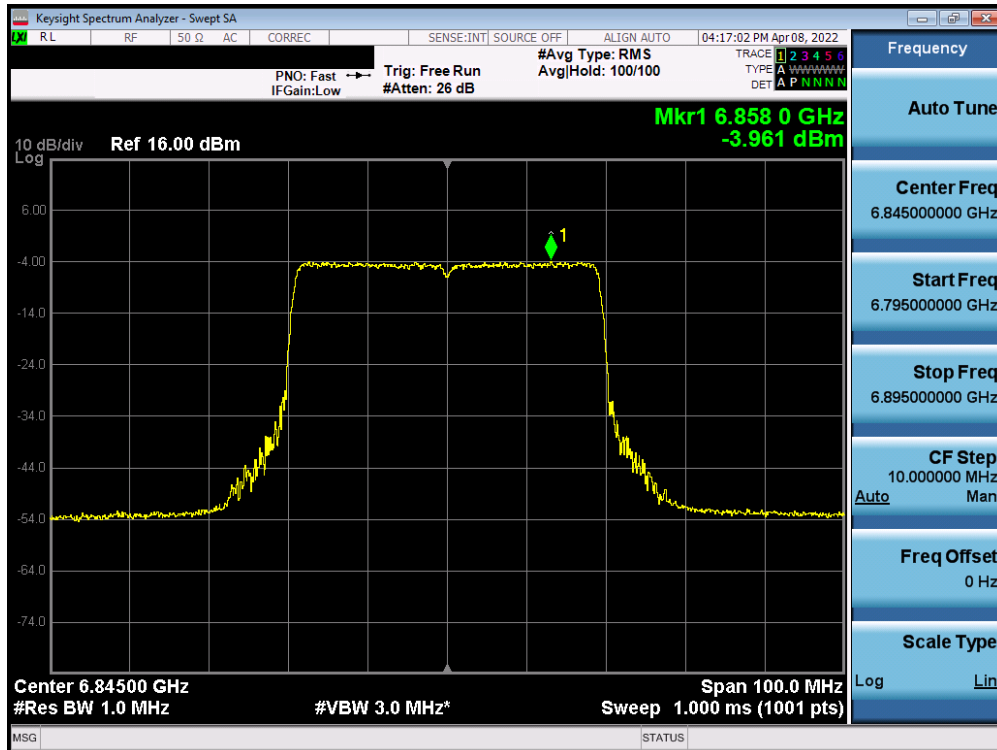 Keysight Spectrum Analyzer - Swept SA
LXI RL RF 50 Ω AC CORREC SENSE:INT SOURCE OFF ALIGN AUTO 04:17:02 PM Apr 08, 2022
PNO: Fast
IFGain:Low
Trig: Free Run
#Atten: 26 dB
#Avg Type: RMS
Avg|Hold: 100/100
TRACE 1 2 3 4 5 6
TYPE A WWWWW
DET A P N N N N
Mkr1 6.858 0 GHz
-3.961 dBm
10 dB/div Ref 16.00 dBm
Log
6.00
-4.00
-14.0
-24.0
-34.0
-44.0
-54.0
-64.0
-74.0
1
Center 6.84500 GHz
Span 100.0 MHz
#Res BW 1.0 MHz
#VBW 3.0 MHz*
Sweep 1.000 ms (1001 pts)
MSG
STATUS
Frequency
Auto Tune
Center Freq
6.845000000 GHz
Start Freq
6.795000000 GHz
Stop Freq
6.895000000 GHz
CF Step
10.000000 MHz
Auto Man
Freq Offset
0 Hz
Scale Type
Log Lin